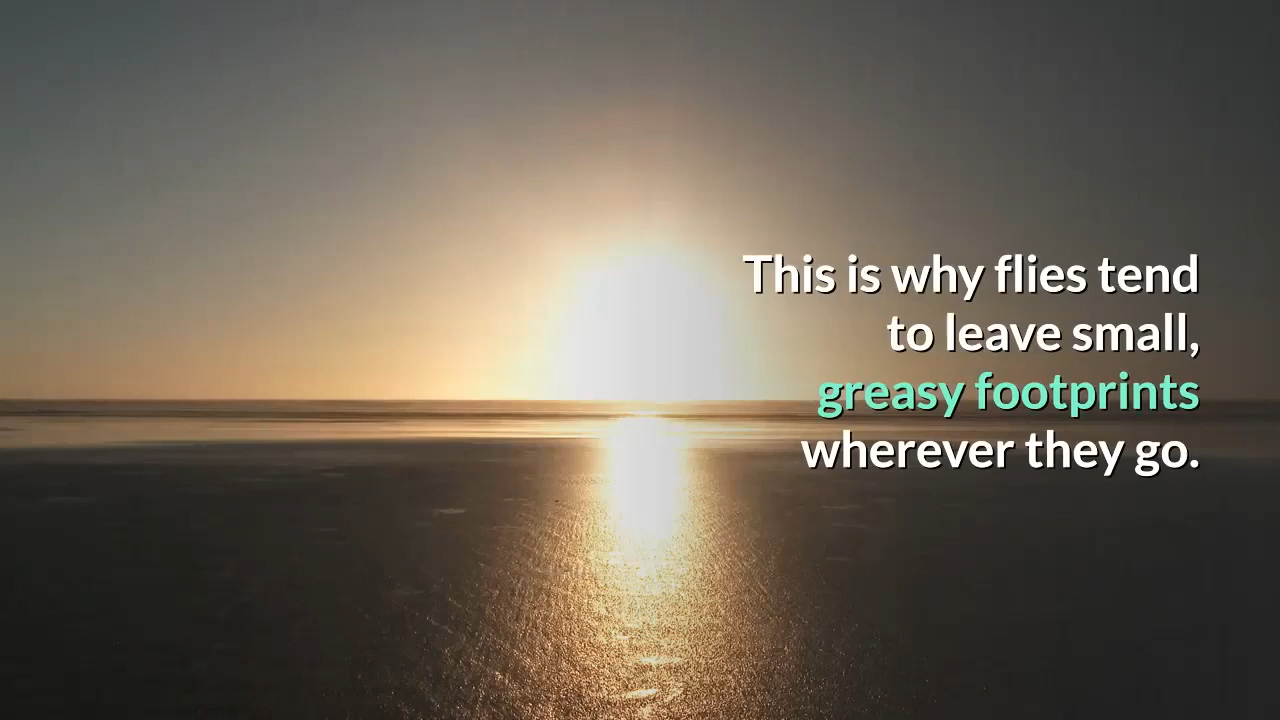 This is why flies tend
to leave small,
greasy footprints
wherever they go.